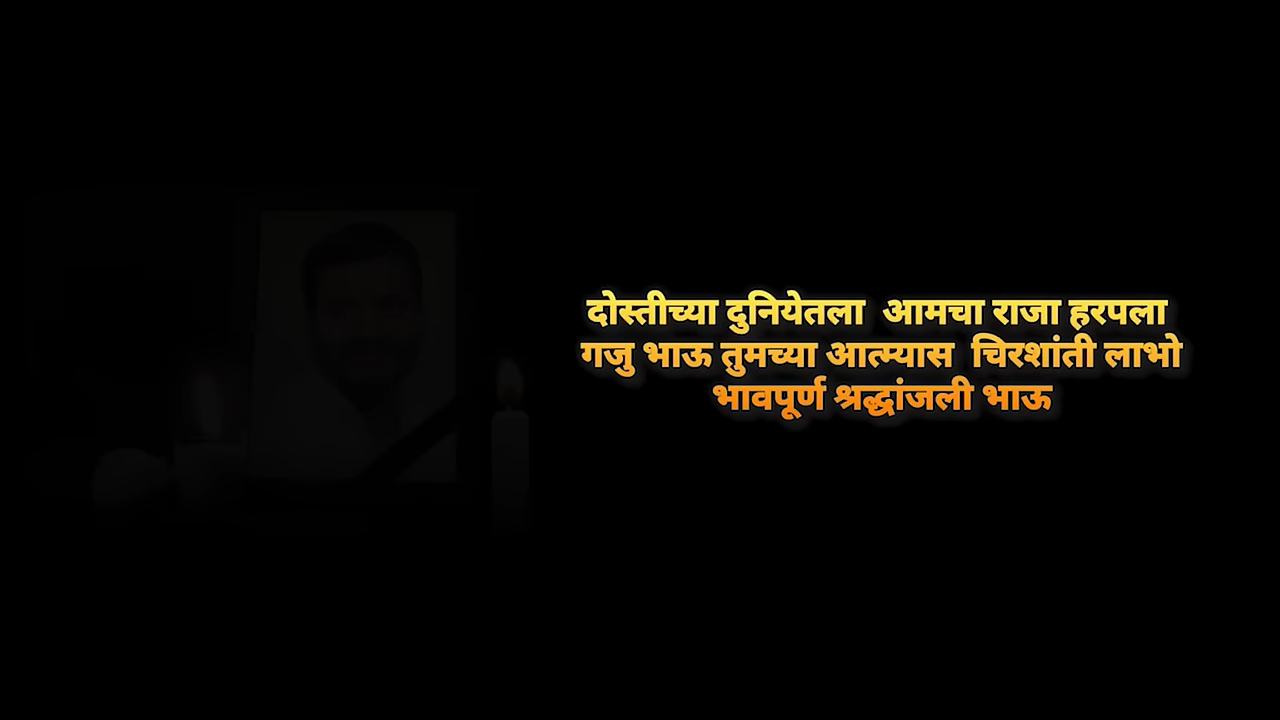 दोस्तीच्या दुनियेतला आमचा राजा हरपला
गजु भाऊ तुमच्या आत्म्यास चिरशांती लाभो
भावपूर्ण श्रद्धांजली भाऊ